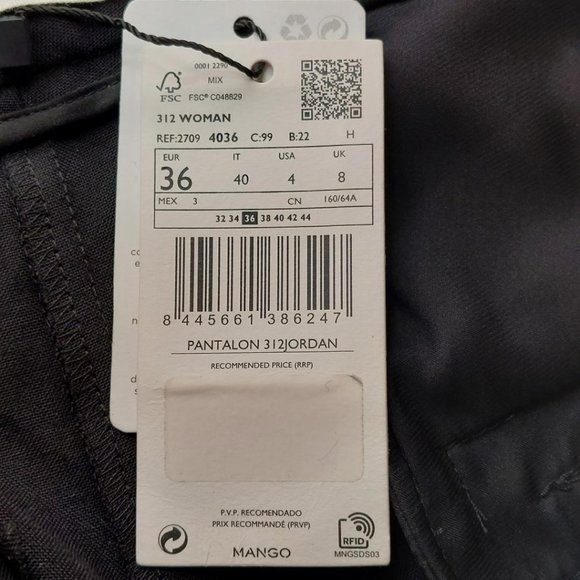 0001 2290
MIX
FSC
FSC® C048829
312 WOMAN
REF:2709 4036 C:99 B:22 H
EUR IT USA UK
36 40 4 8
MEX 3 CN 160/64A
32 34 36 38 40 42 44
8 445661 386247
PANTALON 312JORDAN
RECOMMENDED PRICE (RRP)
P.V.P. RECOMENDADO
PRIX RECOMMANDÉ (PRVP)
MANGO
RFID
MNGSDS03